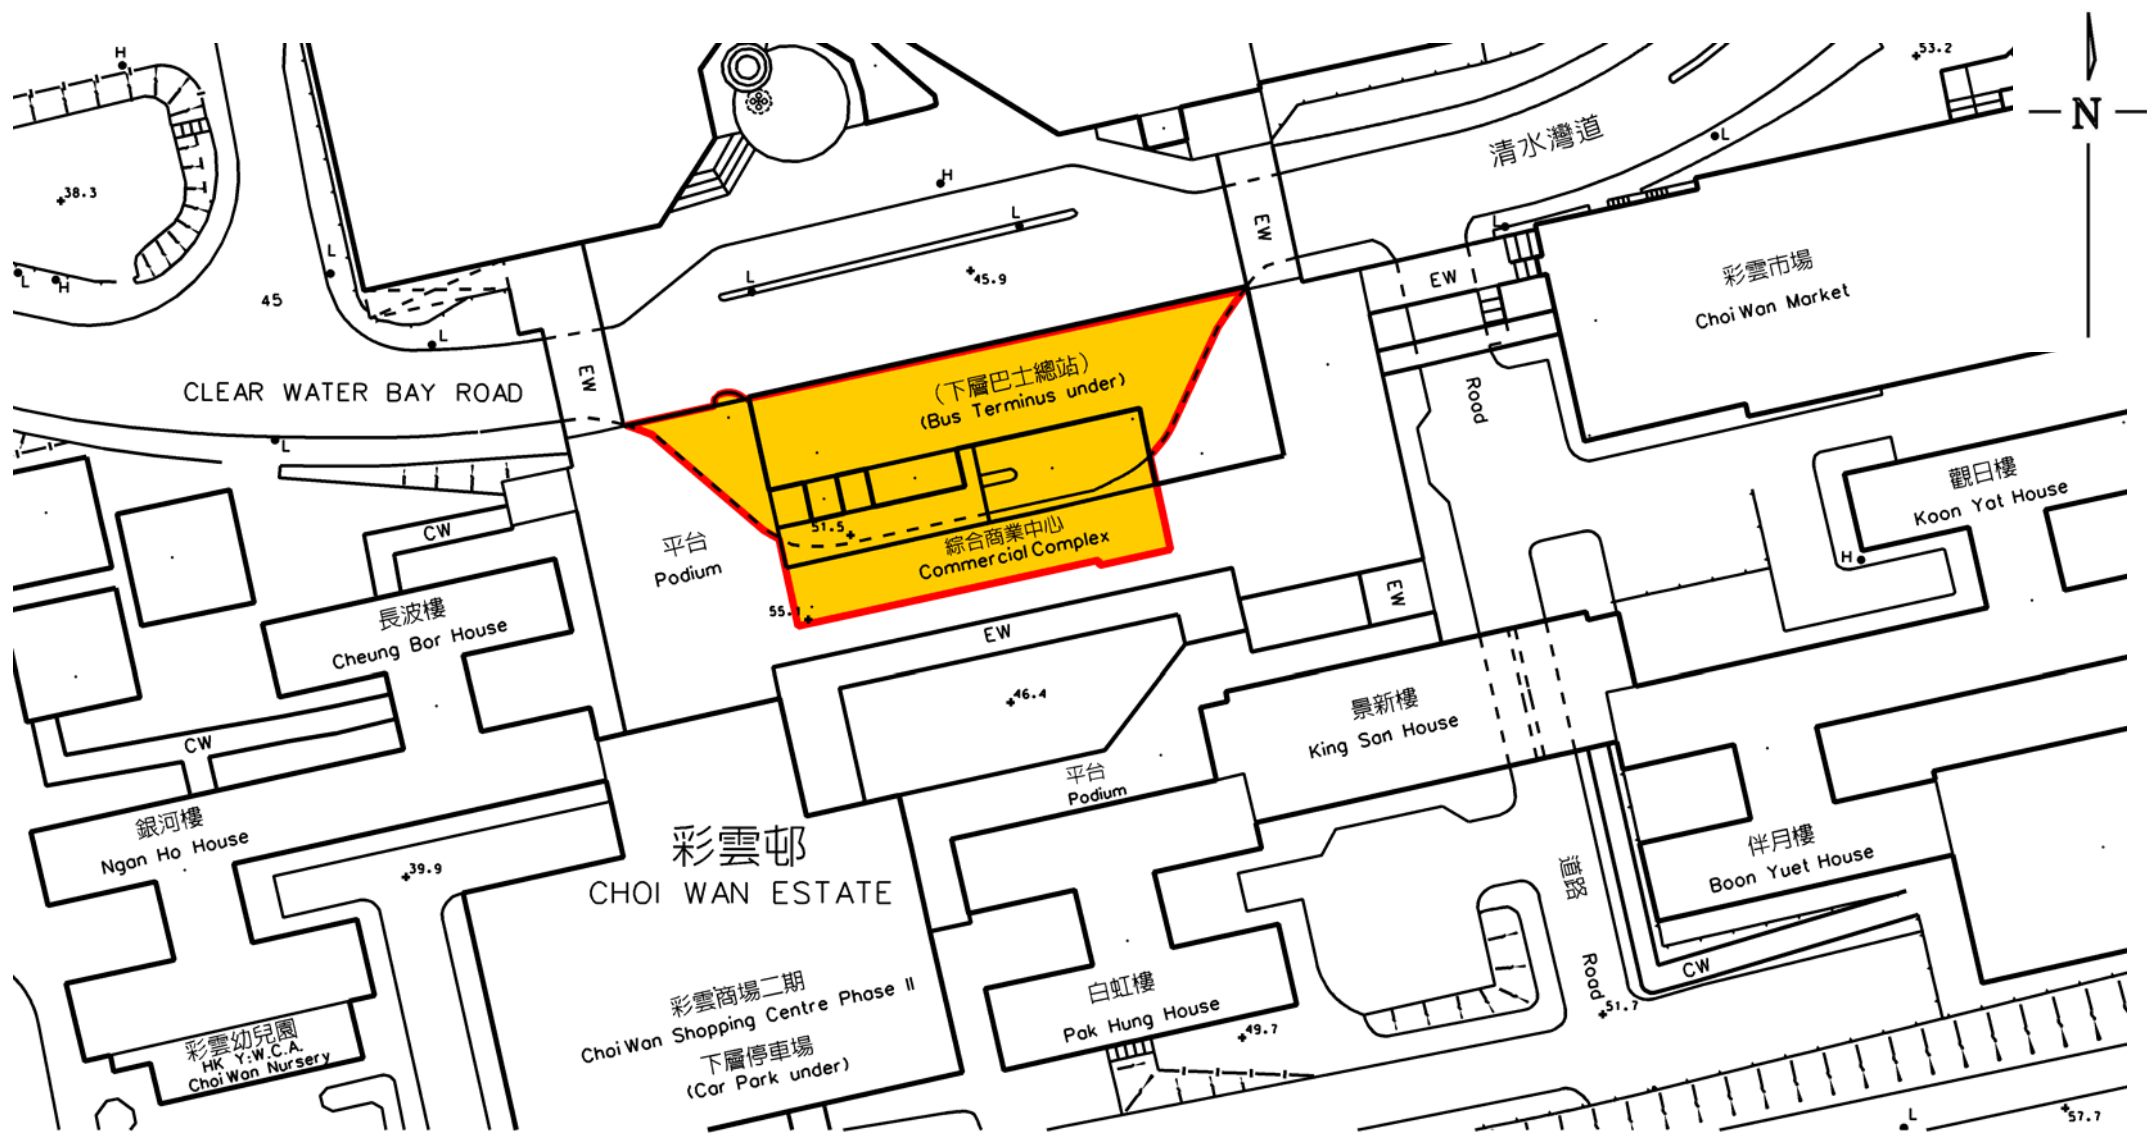 H
53.2
N
清水灣道
L
38.3
H
L
EW
L
彩雲市場
Choi Wan Market
L
L
H
L
45.9
EW
45
L
CLEAR WATER BAY ROAD
EW
(下層巴士總站)
(Bus Terminus under)
Road
L
觀日樓
Koon Yat House
CW
平台
Podium
51.5
綜合商業中心
Commercial Complex
H
長波樓
Cheung Bor House
55.1
EW
EW
CW
46.4
景新樓
King San House
平台
Podium
銀河樓
Ngan Ho House
39.9
彩雲邨
CHOI WAN ESTATE
道路
Road
伴月樓
Boon Yuet House
CW
彩雲商場二期
Choi Wan Shopping Centre Phase II
下層停車場
(Car Park under)
白虹樓
Pak Hung House
51.7
49.7
彩雲幼兒園
HK Y.W.C.A.
Choi Wan Nursery
L
57.7